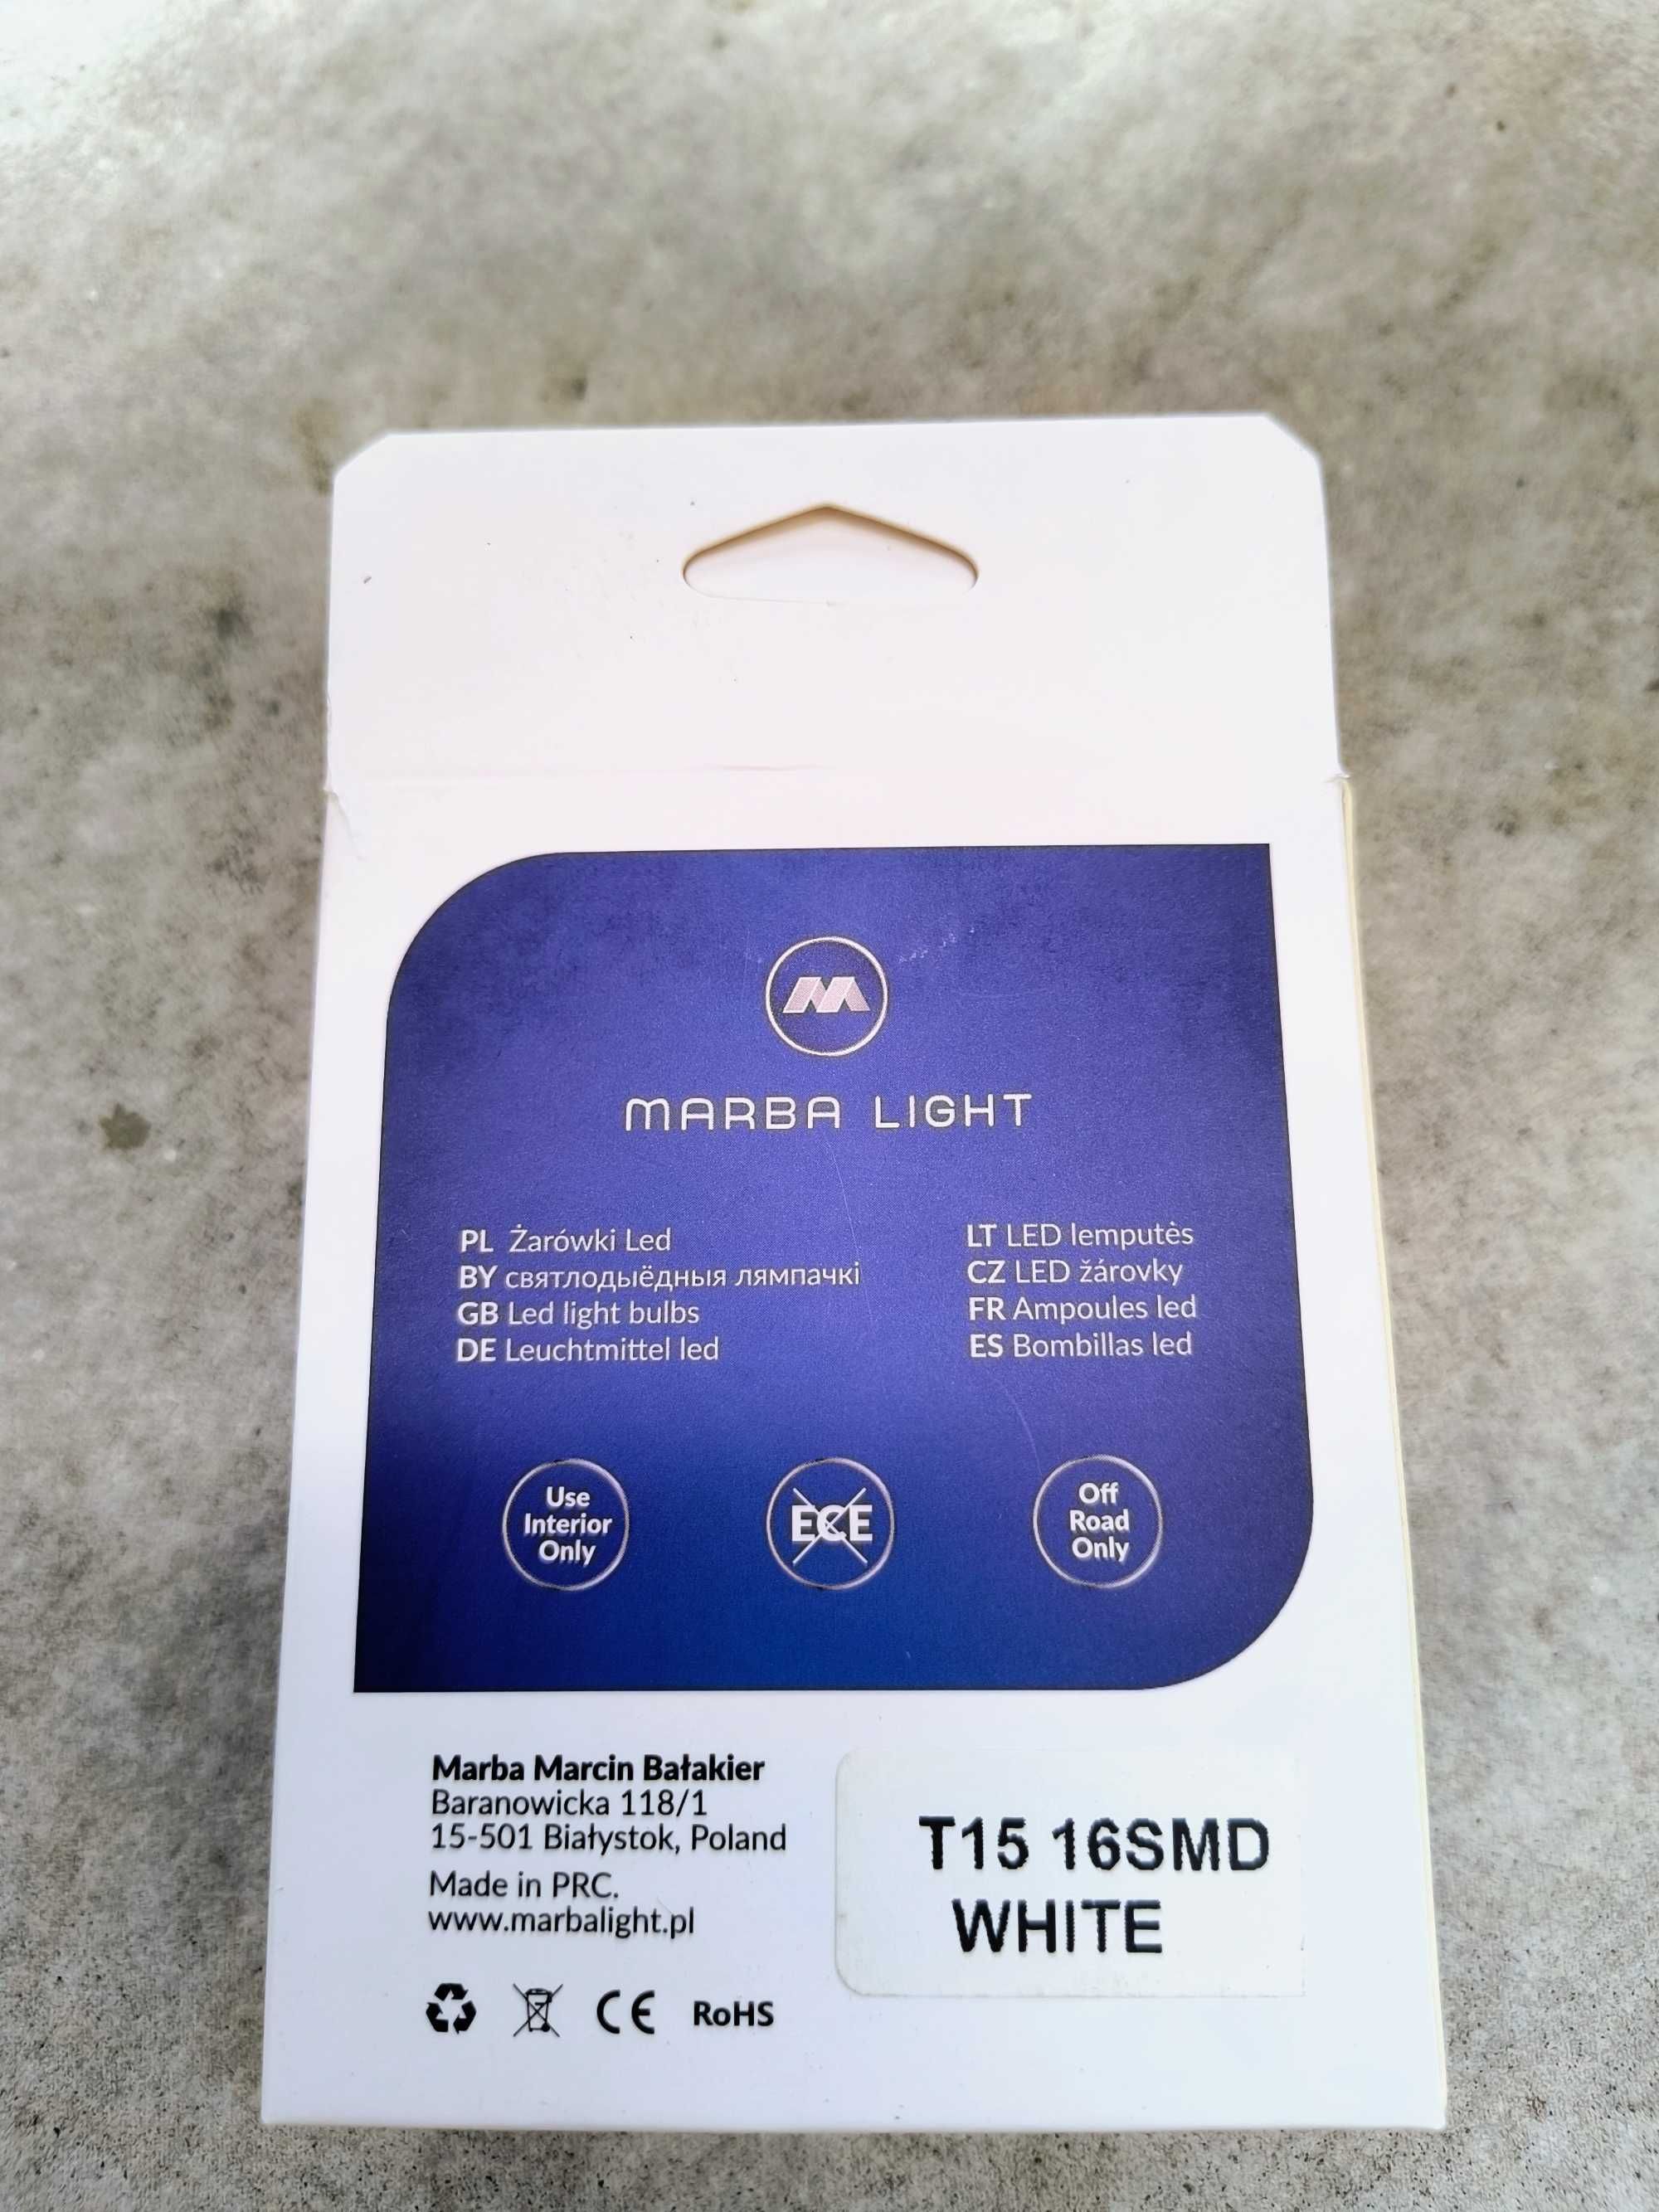 M
MARBA LIGHT
PL Żarówki Led
BY святлодыёдныя лямпачкі
GB Led light bulbs
DE Leuchtmittel led
LT LED lemputės
CZ LED žárovky
FR Ampoules led
ES Bombillas led
Use
Interior
Only
ECE
Off
Road
Only
Marba Marcin Bałakier
Baranowicka 118/1
15-501 Białystok, Poland
Made in PRC.
www.marbalight.pl
CE RoHS
T15 16SMD
WHITE